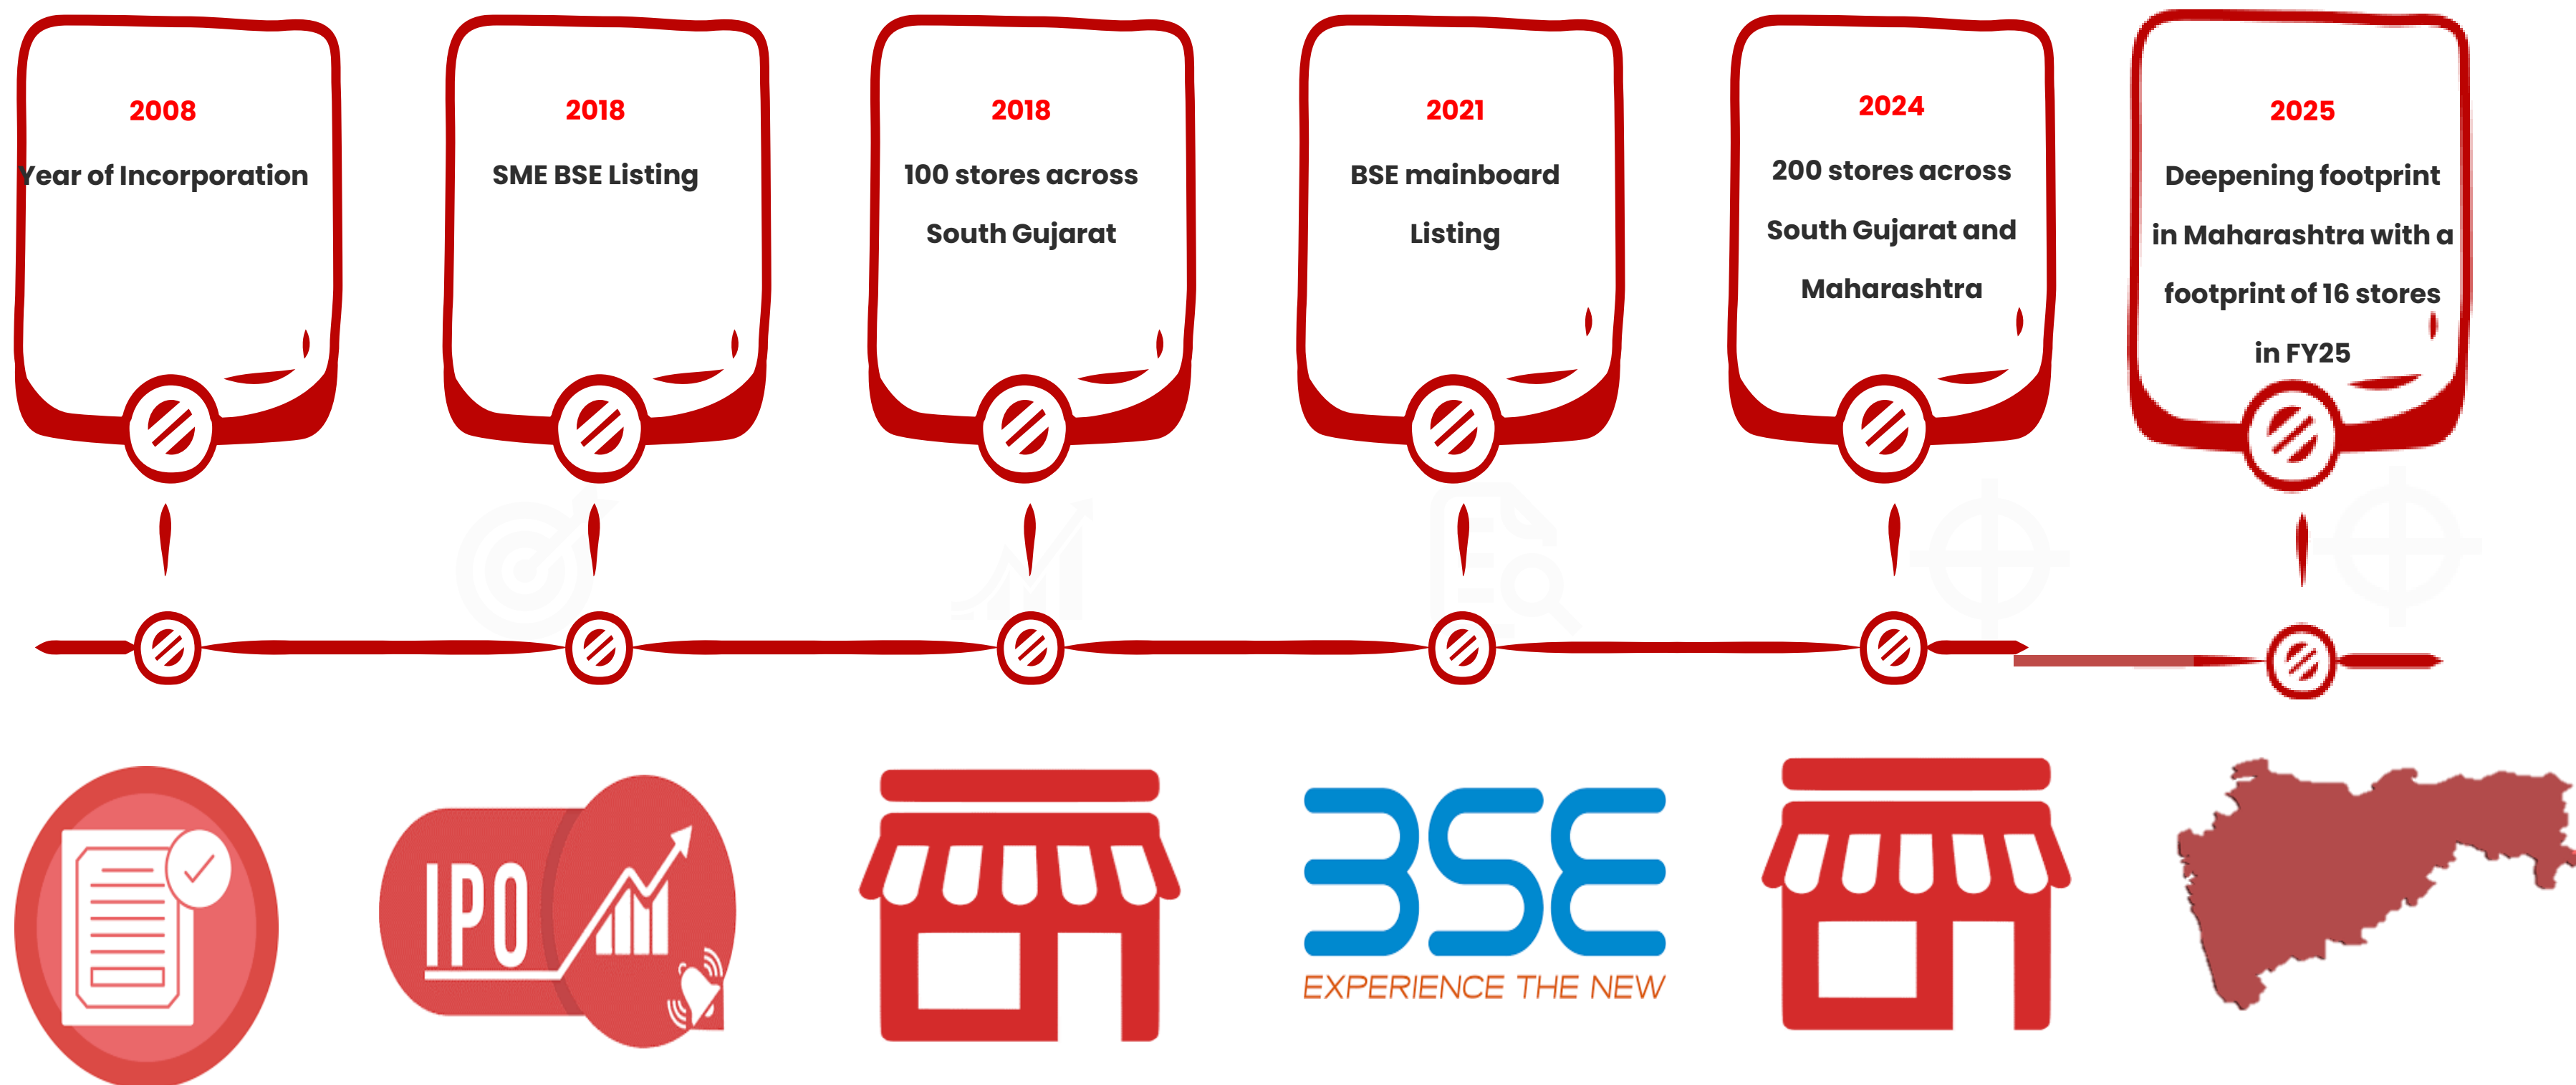 2008
Year of Incorporation
2018
SME BSE Listing
2018
100 stores across
South Gujarat
2021
BSE mainboard
Listing
2024
200 stores across
South Gujarat and
Maharashtra
2025
Deepening footprint
in Maharashtra with a
footprint of 16 stores
in FY25
IPO
BSE
EXPERIENCE THE NEW